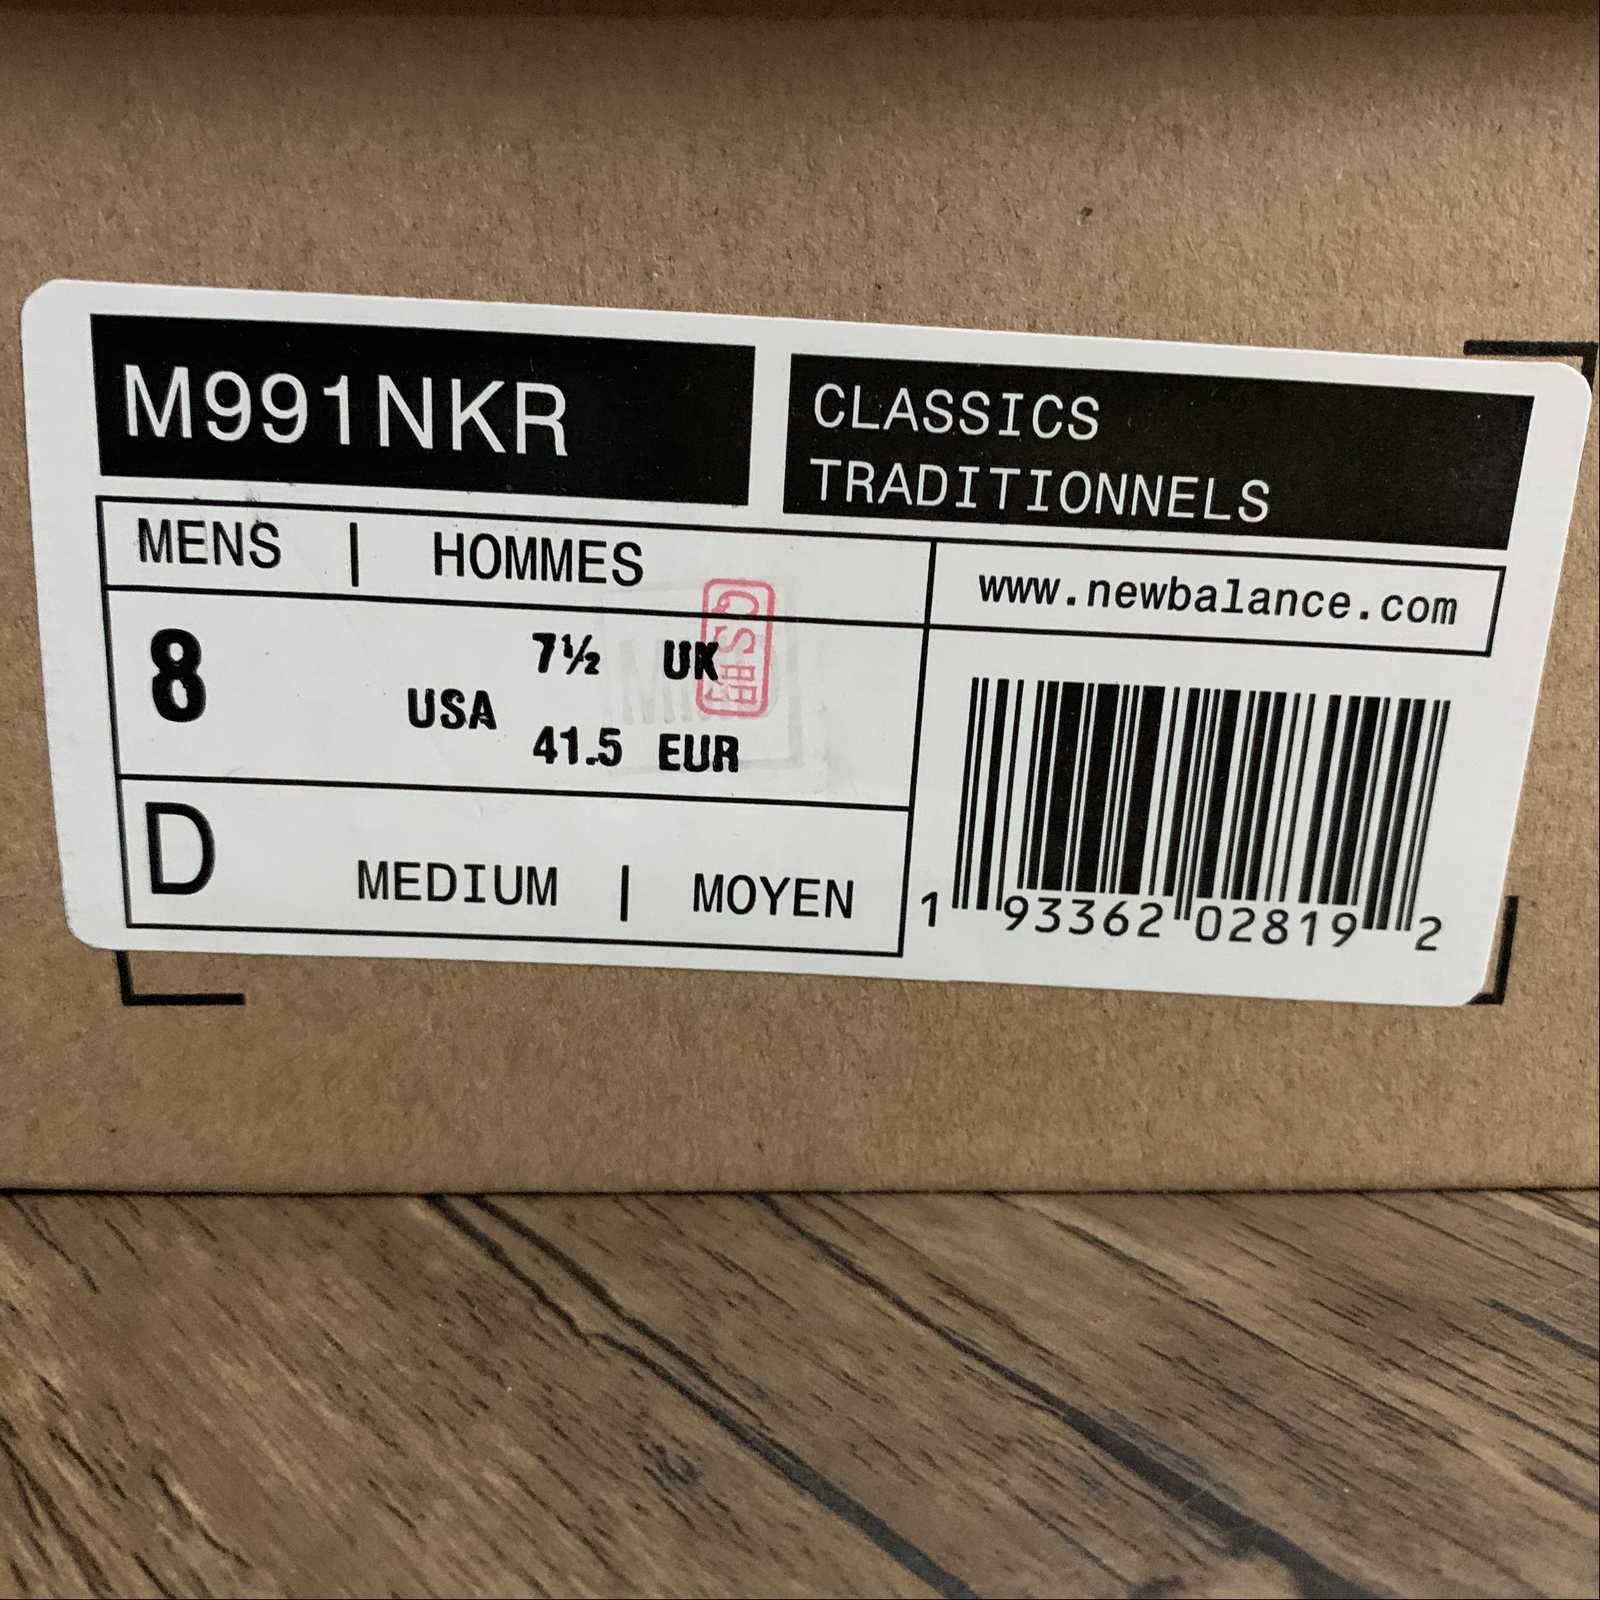 M991NKR
CLASSICS
TRADITIONNELS
MENS | HOMMES
www.newbalance.com
8 USA
7½ UK
41.5 EUR
D MEDIUM | MOYEN
1 93362 02819 2